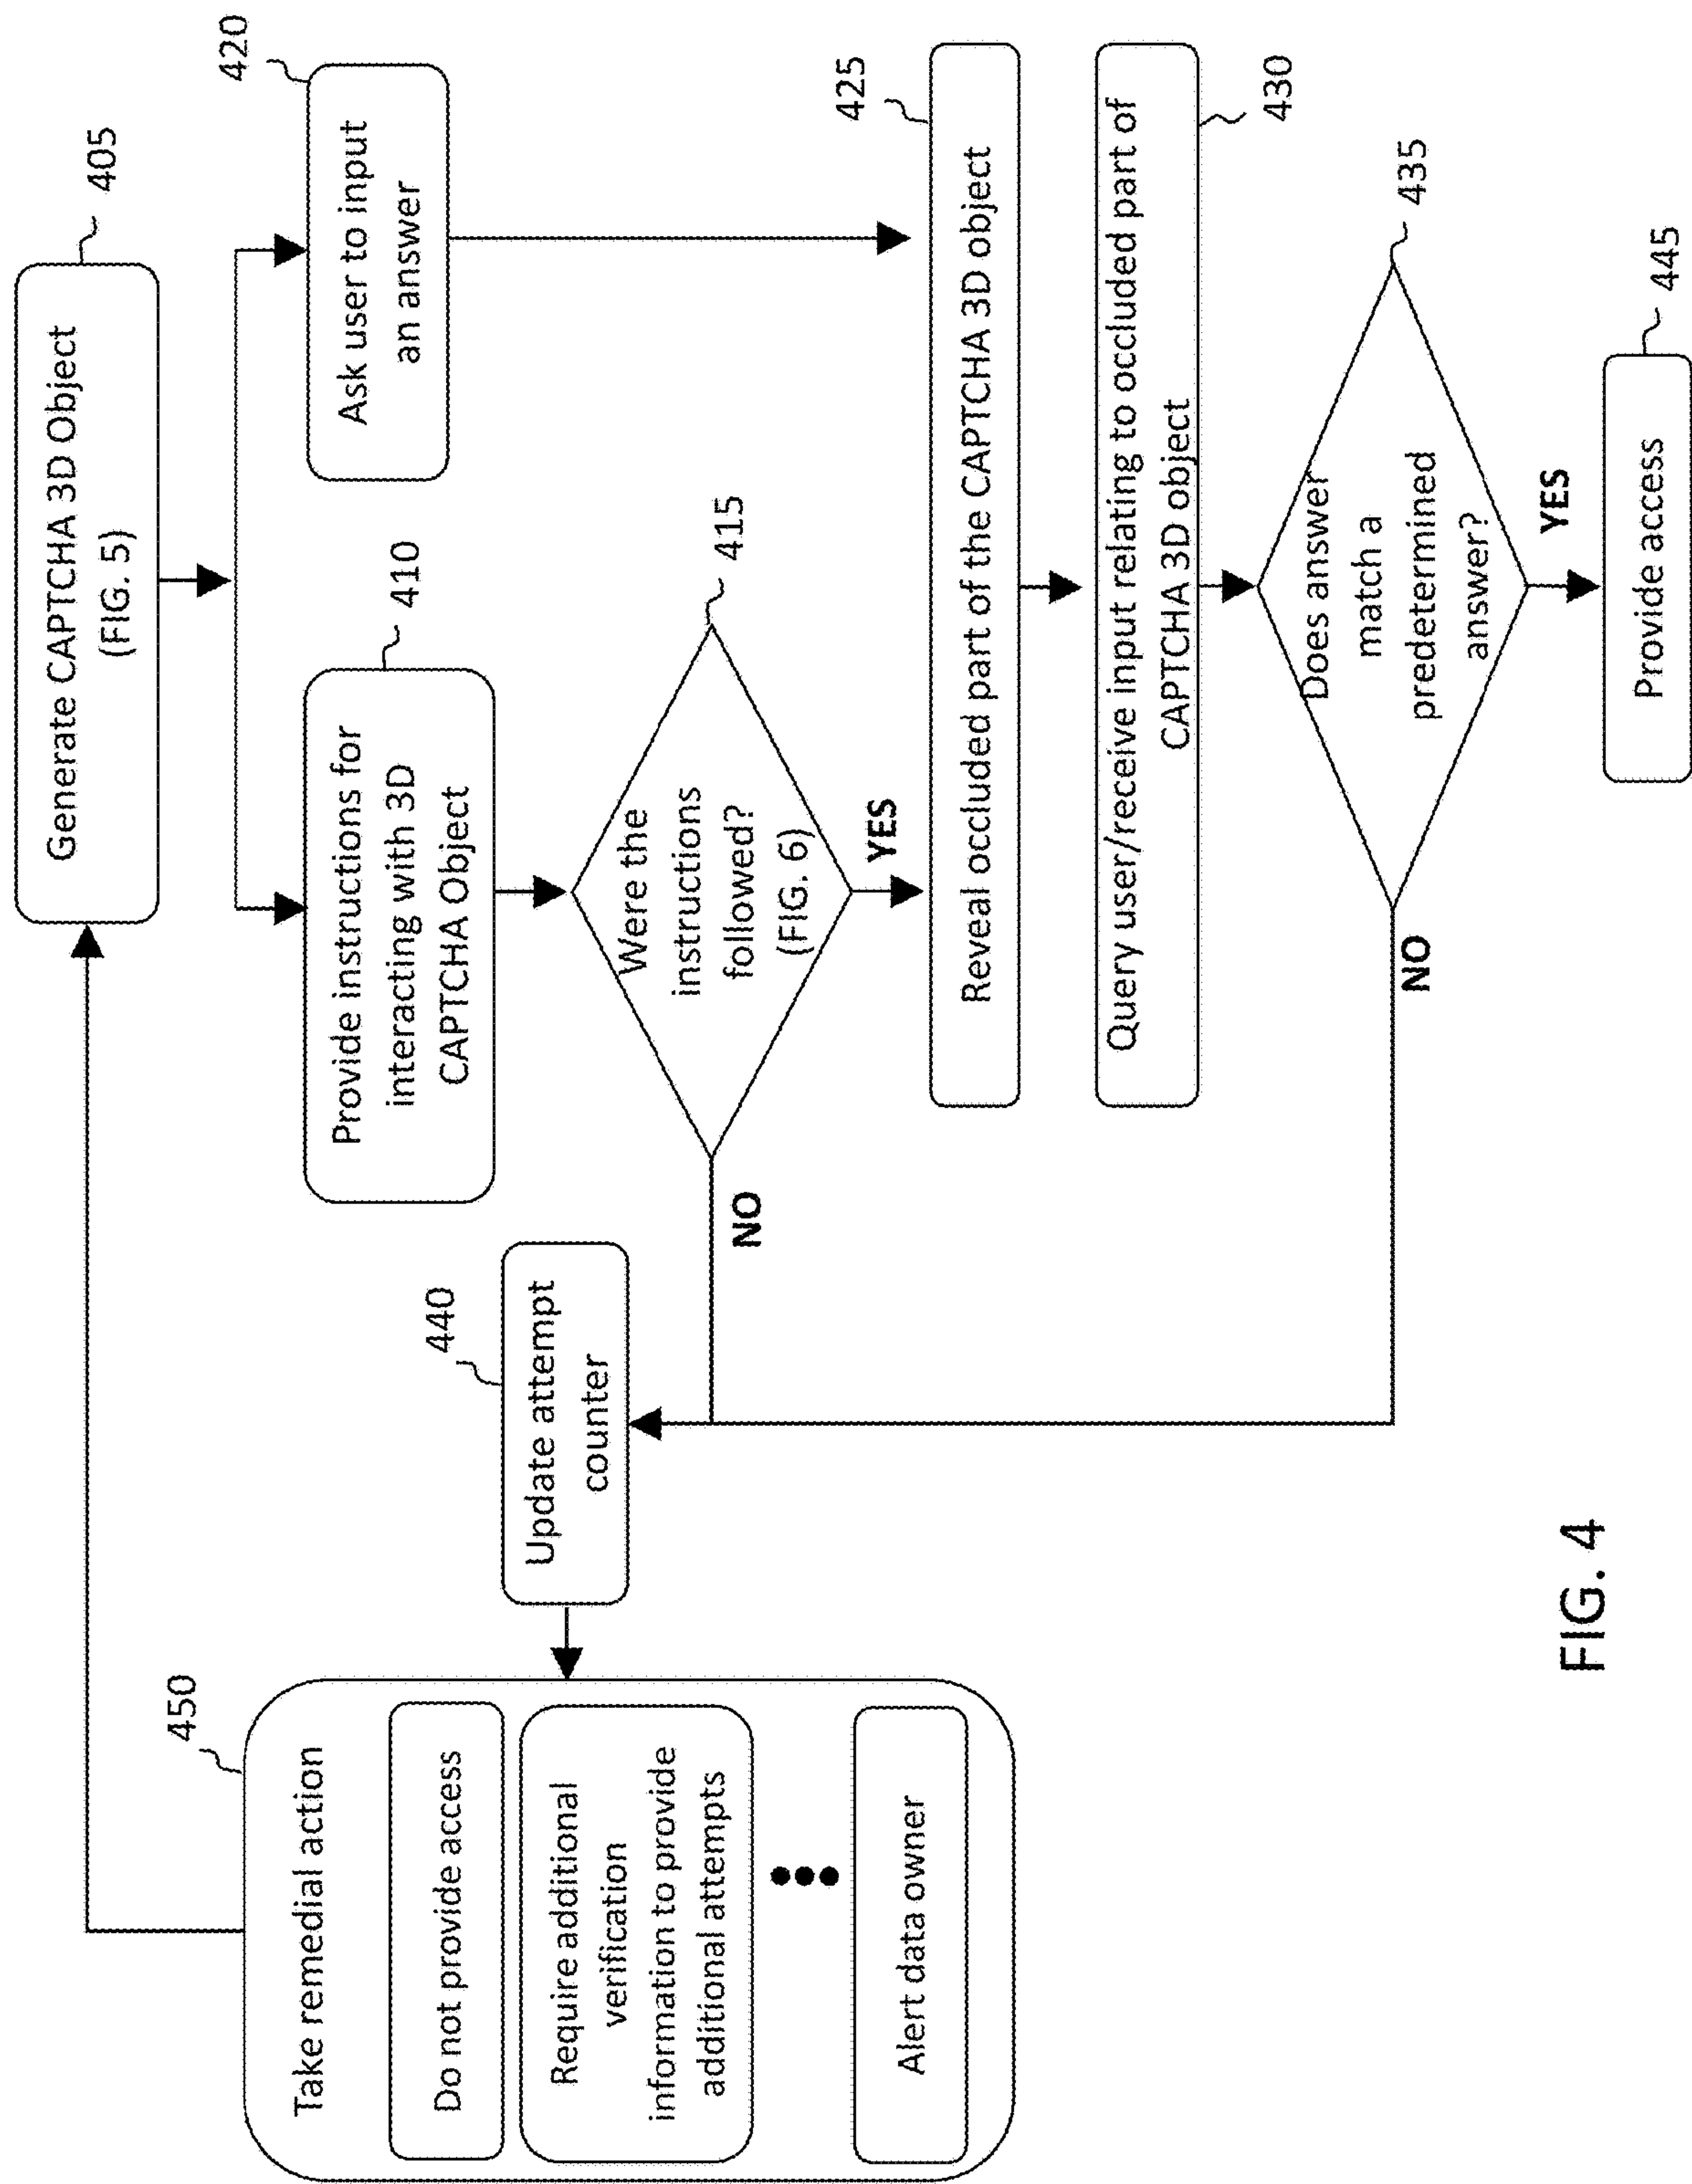 Generate CAPTCHA 3D Object
(FIG. 5)
405
Provide instructions for
interacting with 3D
CAPTCHA Object
410
Ask user to input
an answer
420
Were the
instructions
followed?
(FIG. 6)
415
NO
YES
Reveal occluded part of the CAPTCHA 3D object
425
Query user/receive input relating to occluded part of
CAPTCHA 3D object
430
Does answer
match a
predetermined
answer?
435
NO
YES
Provide access
445
Update attempt
counter
440
450
Take remedial action
Do not provide access
Require additional
verification
information to provide
additional attempts
Alert data owner
FIG. 4